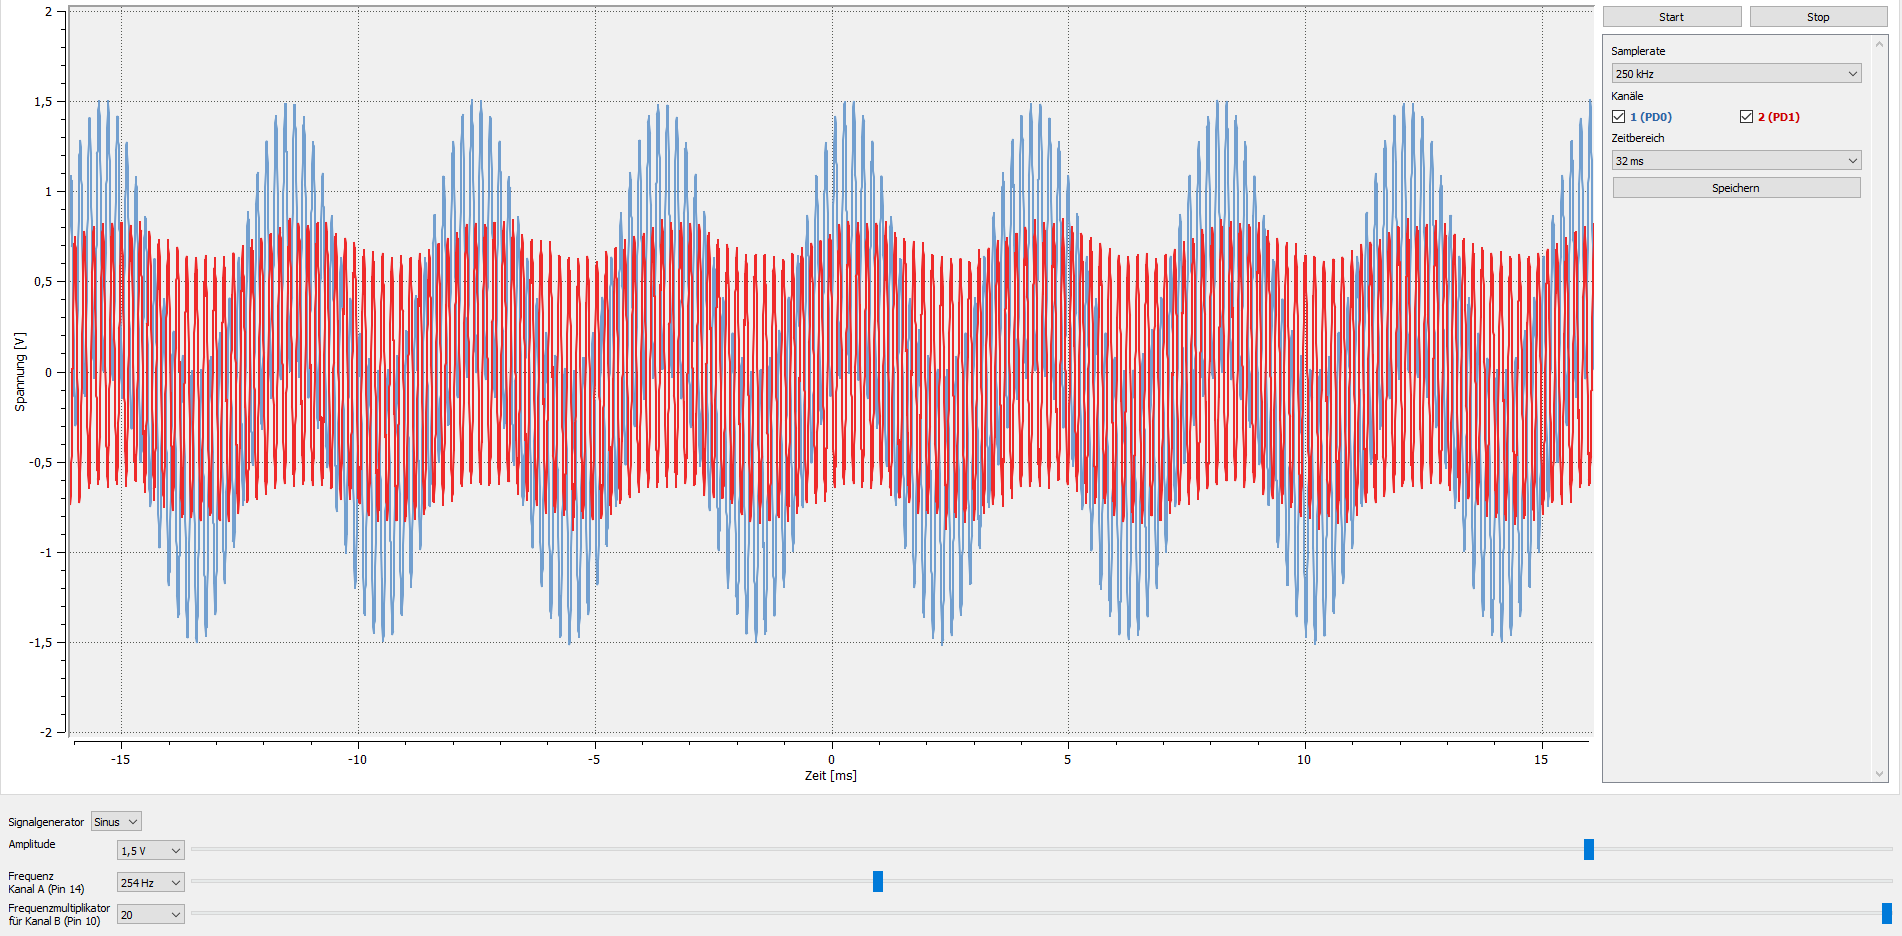 2
1,5
1
0,5
0
-0,5
-1
-1,5
-2
Spannung [V]
-15 -10 -5 0 5 10 15
Zeit [ms]
Start Stop
Samplerate
250 kHz
Kanäle
1 (PD0) 2 (PD1)
Zeitbereich
32 ms
Speichern
Signalgenerator Sinus
Amplitude
1,5 V
Frequenz
Kanal A (Pin 14)
254 Hz
Frequenzmultiplikator
für Kanal B (Pin 10)
20